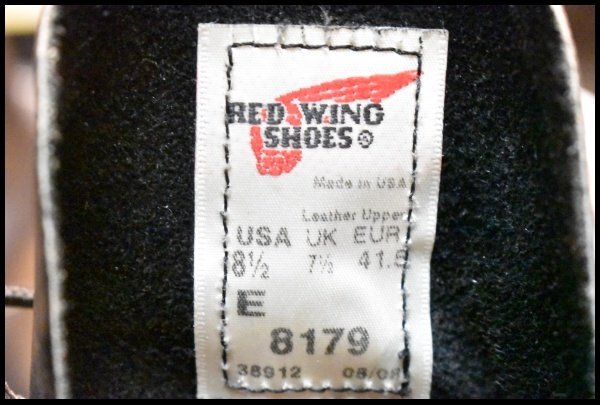 RED WING
SHOES
Made in USA
Leather Upper
USA UK EUR
8½ 7½ 41.5
E
8179
38912 08/08